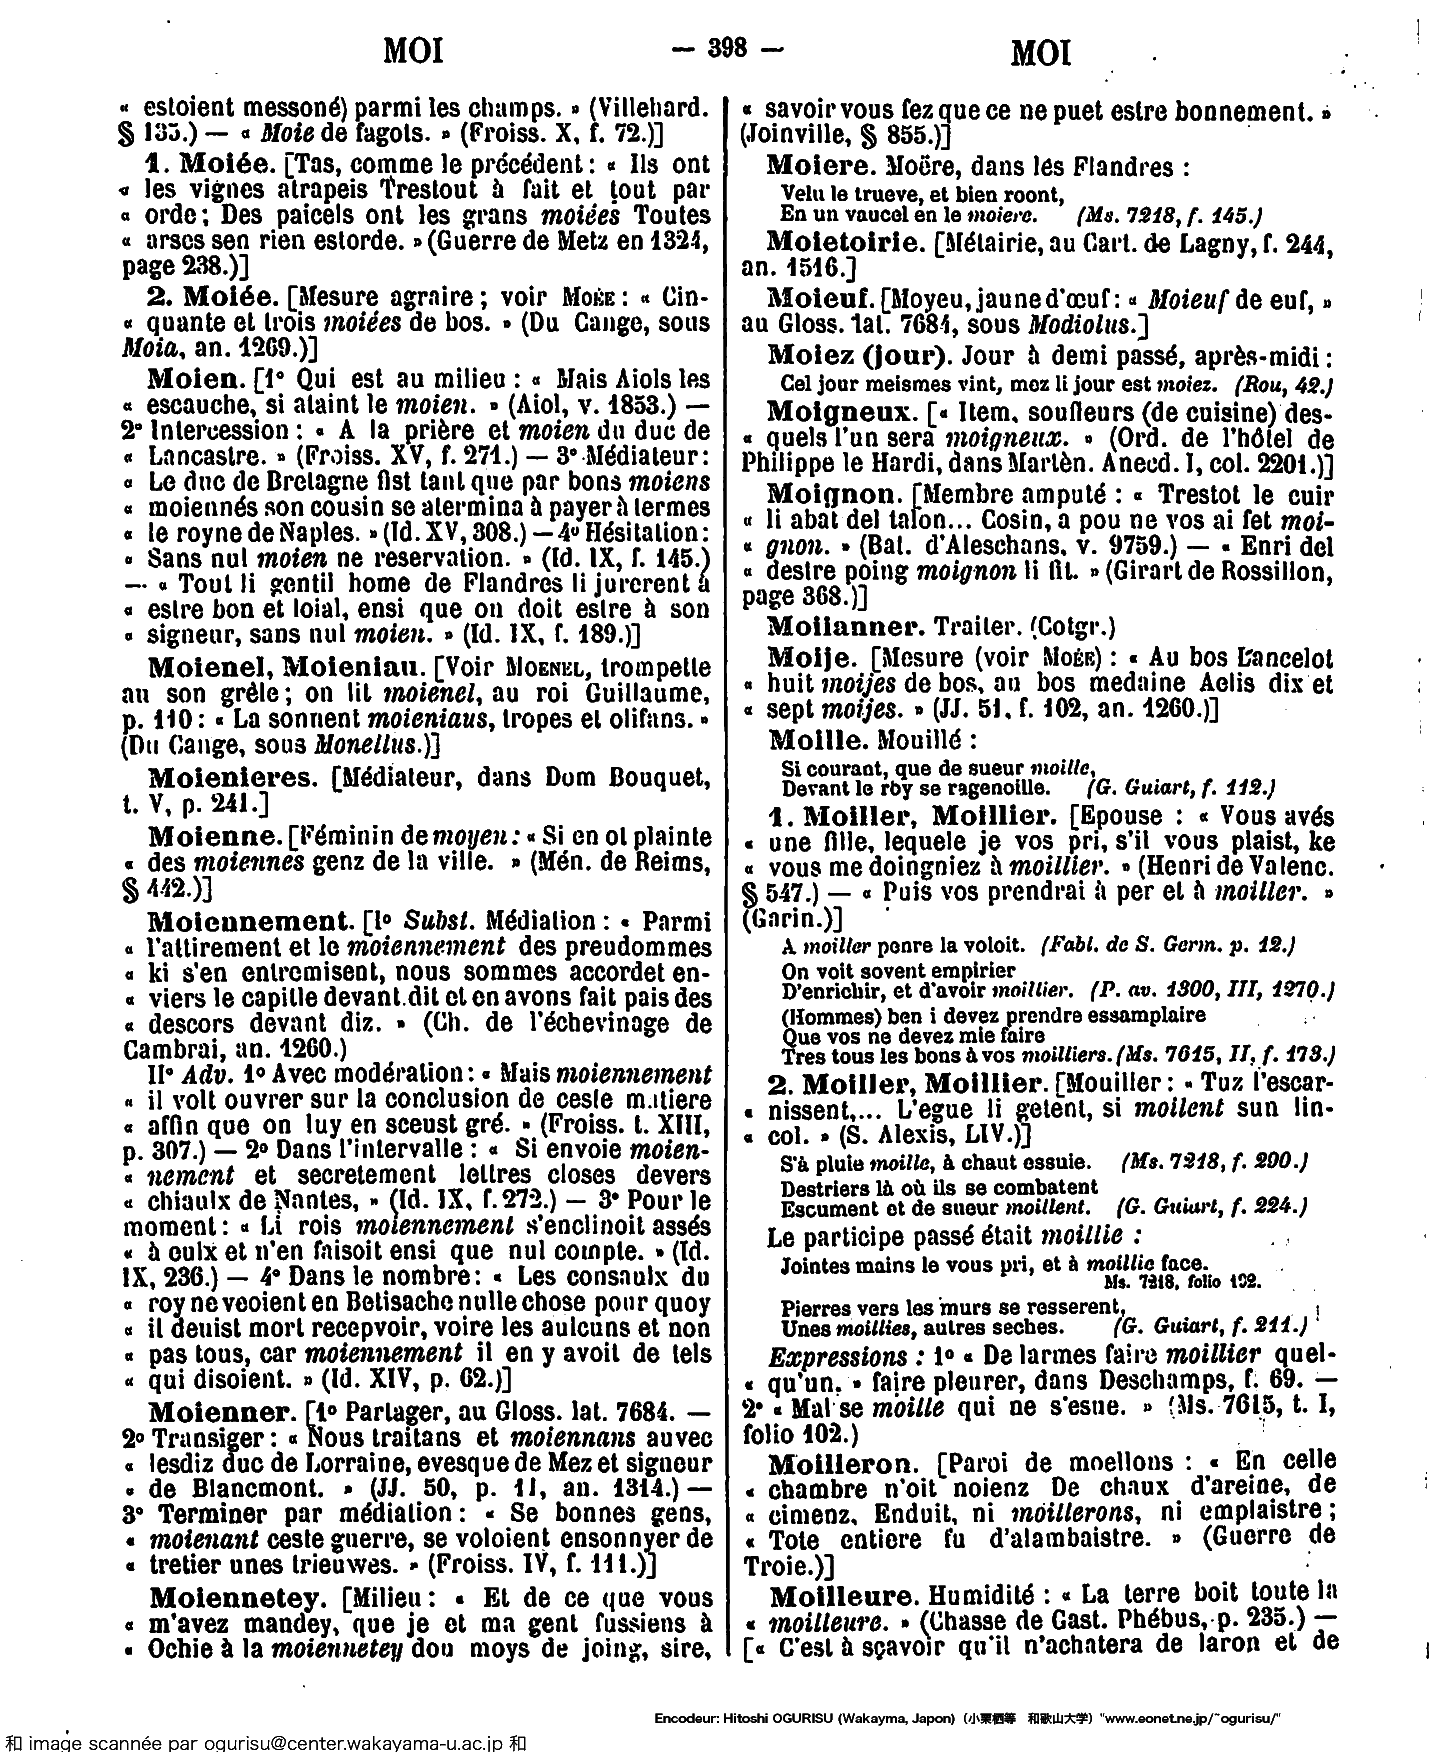 MOI — 398 — MOI
« estoient messoné) parmi les champs. » (Villehard.
§ 135.) — « Moie de fagots. » (Froiss. X, f. 72.)]
1. Moiée. [Tas, comme le précédent : « Ils ont
« les vignes atrapeis Trestout à fait et tout par
« orde ; Des paicels ont les grans moiées Toutes
« arses sen rien estorde. » (Guerre de Metz en 1324,
page 238.)]
2. Moiée. [Mesure agraire ; voir MOÉE : « Cin-
« quante et trois moiées de bos. » (Du Cange, sous
Moia, an. 1269.)]
Moien. [1° Qui est au milieu : « Mais Aiols les
« escauche, si ataint le moien. » (Aiol, v. 1853.) —
2° Intercession : « A la prière et moien du duc de
« Lancastre. » (Froiss. XV, f. 271.) — 3° Médiateur :
« Le duc de Bretagne fist tant que par bons moiens
« moiennés son cousin se atermina à payer à termes
« le royne de Naples. » (Id. XV, 308.) — 4° Hésitation :
« Sans nul moien ne reservation. » (Id. IX, f. 145.)
— « Tout li gentil home de Flandres li jurerent à
« estre bon et loial, ensi que on doit estre à son
« signeur, sans nul moien. » (Id. IX, f. 189.)]
Moienel, Moieniau. [Voir MOENEL, trompette
au son grêle ; on lit moienel, au roi Guillaume,
p. 110 : « La sonnent moieniaus, tropes et olifans. »
(Du Cange, sous Monellus.)]
Moienieres. [Médiateur, dans Dom Bouquet,
t. V, p. 241.]
Moienne. [Féminin de moyen : « Si en ot plainte
« des moiennes genz de la ville. » (Mén. de Reims,
§ 442.)]
Moiennement. [I° Subst. Médiation : « Parmi
« l'attirement et le moiennement des preudommes
« ki s'en entremisent, nous sommes accordet en-
« viers le capitle devant.dit et en avons fait pais des
« descors devant diz. » (Ch. de l'échevinage de
Cambrai, an. 1260.)
II° Adv. 1° Avec modération : « Mais moiennement
« il volt ouvrer sur la conclusion de ceste matiere
« affin que on luy en sceust gré. » (Froiss. t. XIII,
p. 307.) — 2° Dans l'intervalle : « Si envoie moien-
« nement et secretement lettres closes devers
« chiaulx de Nantes, » (Id. IX, f. 272.) — 3° Pour le
moment : « Li rois moiennement s'enclinoit assés
« à eulx et n'en faisoit ensi que nul compte. » (Id.
IX, 236.) — 4° Dans le nombre : « Les consaulx du
« roy ne veoient en Betisache nulle chose pour quoy
« il deuist mort recepvoir, voire les aulcuns et non
« pas tous, car moiennement il en y avoit de tels
« qui disoient. » (Id. XIV, p. 62.)]
Moienner. [1° Partager, au Gloss. lat. 7684. —
2° Transiger : « Nous traitans et moiennans auvec
« lesdiz duc de Lorraine, evesque de Mez et signeur
« de Blancmont. » (JJ. 50, p. 11, an. 1314.) —
3° Terminer par médiation : « Se bonnes gens,
« moienant ceste guerre, se voloient ensonnyer de
« tretier unes trieuwes. » (Froiss. IV, f. 111.)]
Moiennetey. [Milieu : « Et de ce que vous
« m'avez mandey, que je et ma gent fussiens à
« Ochie à la moiennetey dou moys de joing, sire,
« savoir vous fez que ce ne puet estre bonnement. »
(Joinville, § 855.)]
Moiere. Moëre, dans les Flandres :
Velu le trueve, et bien roont,
En un vaucel en le moiere. (Ms. 7218, f. 145.)
Moietoirie. [Métairie, au Cart. de Lagny, f. 244,
an. 1516.]
Moieuf. [Moyeu, jaune d'œuf : « Moieuf de euf, »
au Gloss. lat. 7684, sous Modiolus.]
Moiez (jour). Jour à demi passé, après-midi :
Cel jour meismes vint, mez li jour est moiez. (Rou, 42.)
Moigneux. [« Item, soufleurs (de cuisine) des-
« quels l'un sera moigneux. » (Ord. de l'hôtel de
Philippe le Hardi, dans Martèn. Anecd. I, col. 2201.)]
Moignon. [Membre amputé : « Trestot le cuir
« li abat del talon... Cosin, a pou ne vos ai fet moi-
« gnon. » (Bat. d'Aleschans, v. 9759.) — « Enri del
« destre poing moignon li fit. » (Girart de Rossillon,
page 368.)]
Moilanner. Traiter. (Cotgr.)
Moije. [Mesure (voir MOÉE) : « Au bos Lancelot
« huit moijes de bos, au bos medaine Aelis dix et
« sept moijes. » (JJ. 51, f. 102, an. 1260.)]
Moille. Mouillé :
Si courant, que de sueur moille,
Devant le roy se ragenoille. (G. Guiart, f. 112.)
1. Moiller, Moillier. [Epouse : « Vous avés
« une fille, lequele je vos pri, s'il vous plaist, ke
« vous me doingniez à moillier. » (Henri de Valenc.
§ 547.) — « Puis vos prendrai à per et à moiller. »
(Garin.)]
A moiller penre la voloit. (Fabl. de S. Germ. p. 12.)
On voit sovent empirier
D'enrichir, et d'avoir moillier. (P. av. 1300, III, 1270.)
(Hommes) ben i devez prendre essamplaire
Que vos ne devez mie faire
Tres tous les bons à vos moilliers. (Ms. 7615, II, f. 173.)
2. Moiller, Moillier. [Mouiller : « Tuz l'escar-
« nissent,... L'egue li getent, si moilent sun lin-
« col. » (S. Alexis, LIV.)]
S'à pluie moille, à chaut essuie. (Ms. 7218, f. 290.)
Destriers là où ils se combatent
Escument et de sueur moillent. (G. Guiart, f. 224.)
Le participe passé était moillie :
Jointes mains le vous pri, et à moillie face.
Ms. 7218, folio 192.
Pierres vers les murs se resserent,
Unes moillies, autres seches. (G. Guiart, f. 211.)
Expressions : 1° « De larmes faire moillier quel-
« qu'un. » faire pleurer, dans Deschamps, f. 69. —
2° « Mal se moille qui ne s'esue. » (Ms. 7615, t. I,
folio 102.)
Moilleron. [Paroi de moellons : « En celle
« chambre n'oit noienz De chaux d'areine, de
« cimenz, Enduit, ni moillerons, ni emplaistre ;
« Tote entiere fu d'alambaistre. » (Guerre de
Troie.)]
Moilleure. Humidité : « La terre boit toute la
« moilleure. » (Chasse de Gast. Phébus, p. 235.) —
[« C'est à sçavoir qu'il n'achatera de laron et de
Encodeur: Hitoshi OGURISU (Wakayma, Japon) (小栗栖等 和歌山大学) "www.eonet.ne.jp/~ogurisu/"
和 image scannée par ogurisu@center.wakayama-u.ac.jp 和